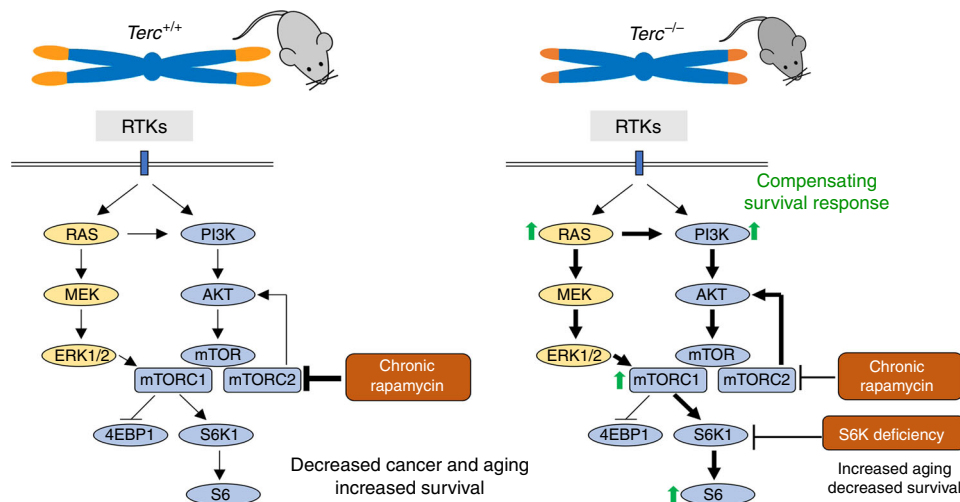 Terc+/+
RTKs
RAS
PI3K
MEK
AKT
ERK1/2
mTOR
mTORC1
mTORC2
Chronic
rapamycin
4EBP1
S6K1
S6
Decreased cancer and aging
increased survival
Terc–/–
RTKs
Compensating
survival response
RAS
PI3K
MEK
AKT
ERK1/2
mTOR
mTORC1
mTORC2
Chronic
rapamycin
4EBP1
S6K1
S6K deficiency
S6
Increased aging
decreased survival